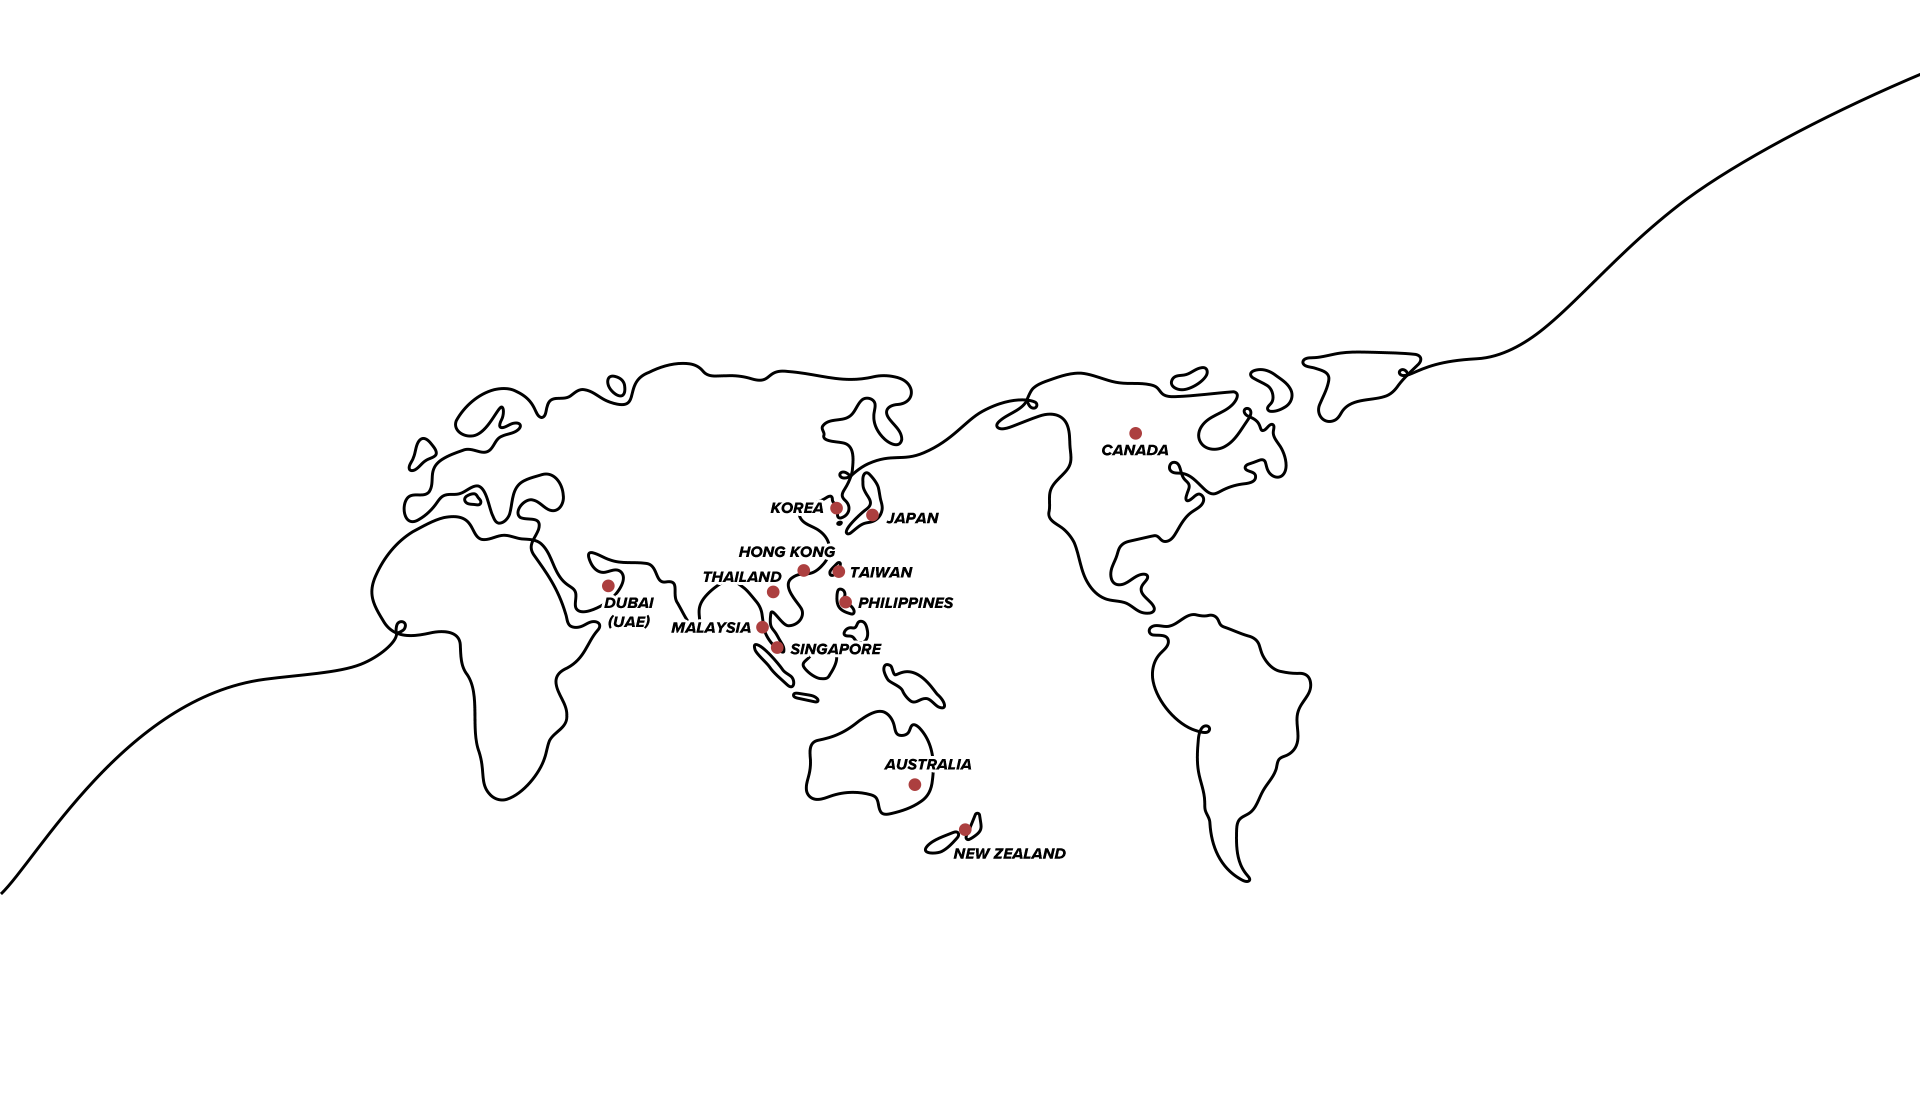 CANADA
KOREA
JAPAN
HONG KONG
TAIWAN
THAILAND
PHILIPPINES
DUBAI
(UAE)
MALAYSIA
SINGAPORE
AUSTRALIA
NEW ZEALAND